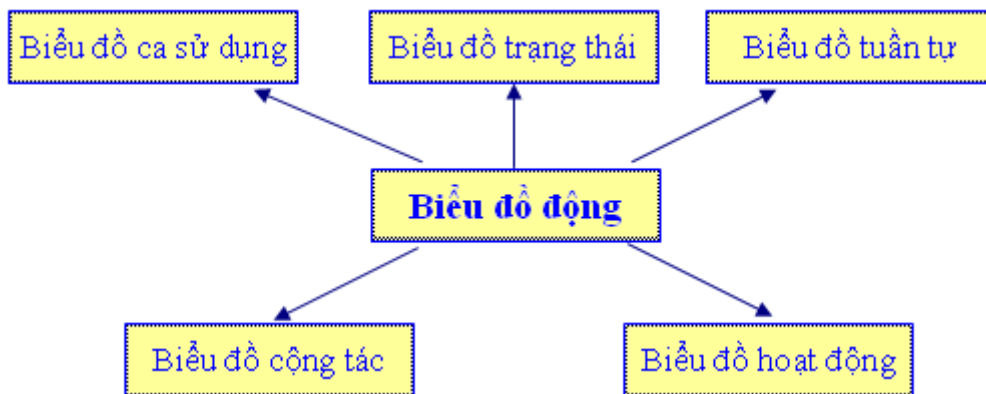 Biểu đồ ca sử dụng
Biểu đồ trạng thái
Biểu đồ tuần tự
Biểu đồ động
Biểu đồ cộng tác
Biểu đồ hoạt động